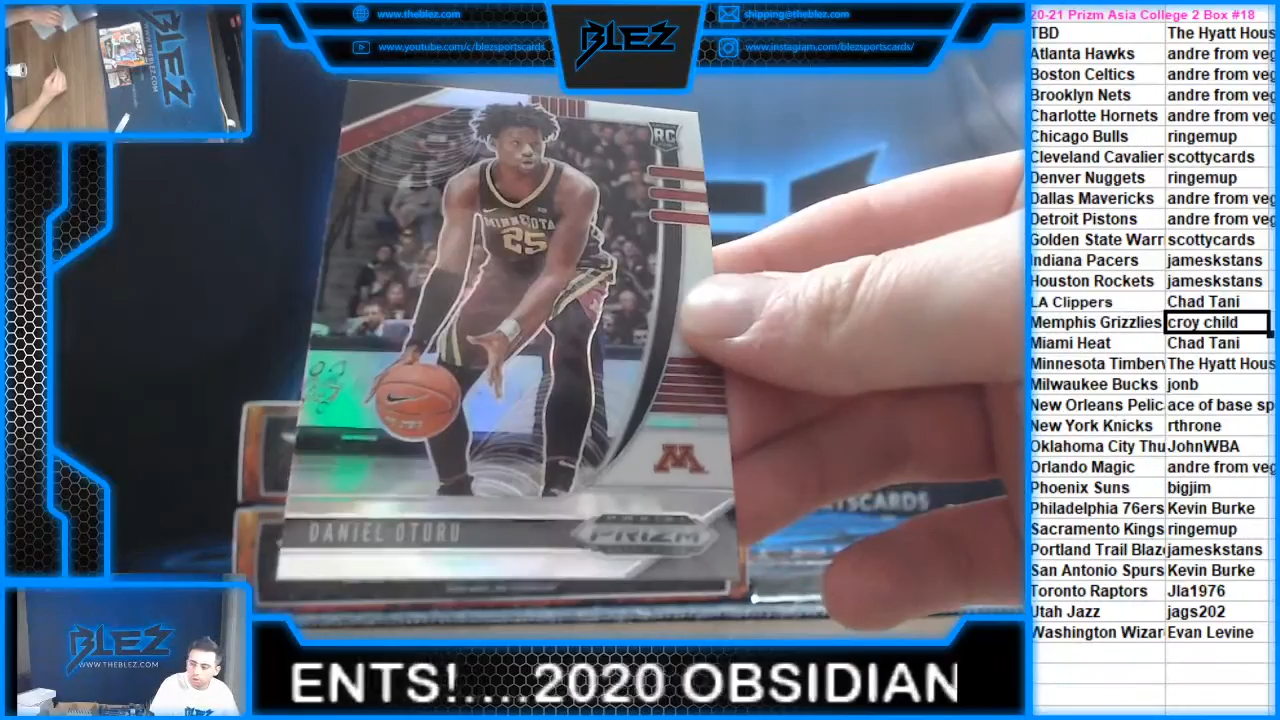 www.theblez.com
www.youtube.com/c/blezsportscards
BLEZ
shipping@theblez.com
www.instagram.com/blezsportscards/
BLEZ
RC
MINNESOTA
25
M
DANIEL OTURU
PANINI
PRIZM
SPORTSCARDS
BLEZ
WWW.THEBLEZ.COM
ENTS!....2020 OBSIDIAN
20-21 Prizm Asia College 2 Box #18
TBD The Hyatt Hous
Atlanta Hawks andre from veg
Boston Celtics andre from veg
Brooklyn Nets andre from veg
Charlotte Hornets andre from veg
Chicago Bulls ringemup
Cleveland Cavalier scottycards
Denver Nuggets ringemup
Dallas Mavericks andre from veg
Detroit Pistons andre from veg
Golden State Warr scottycards
Indiana Pacers jameskstans
Houston Rockets jameskstans
LA Clippers Chad Tani
Memphis Grizzlies croy child
Miami Heat Chad Tani
Minnesota Timberv The Hyatt Hous
Milwaukee Bucks jonb
New Orleans Pelic ace of base sp
New York Knicks rthrone
Oklahoma City Thu JohnWBA
Orlando Magic andre from veg
Phoenix Suns bigjim
Philadelphia 76ers Kevin Burke
Sacramento Kings ringemup
Portland Trail Blaz jameskstans
San Antonio Spurs Kevin Burke
Toronto Raptors Jla1976
Utah Jazz jags202
Washington Wizar Evan Levine